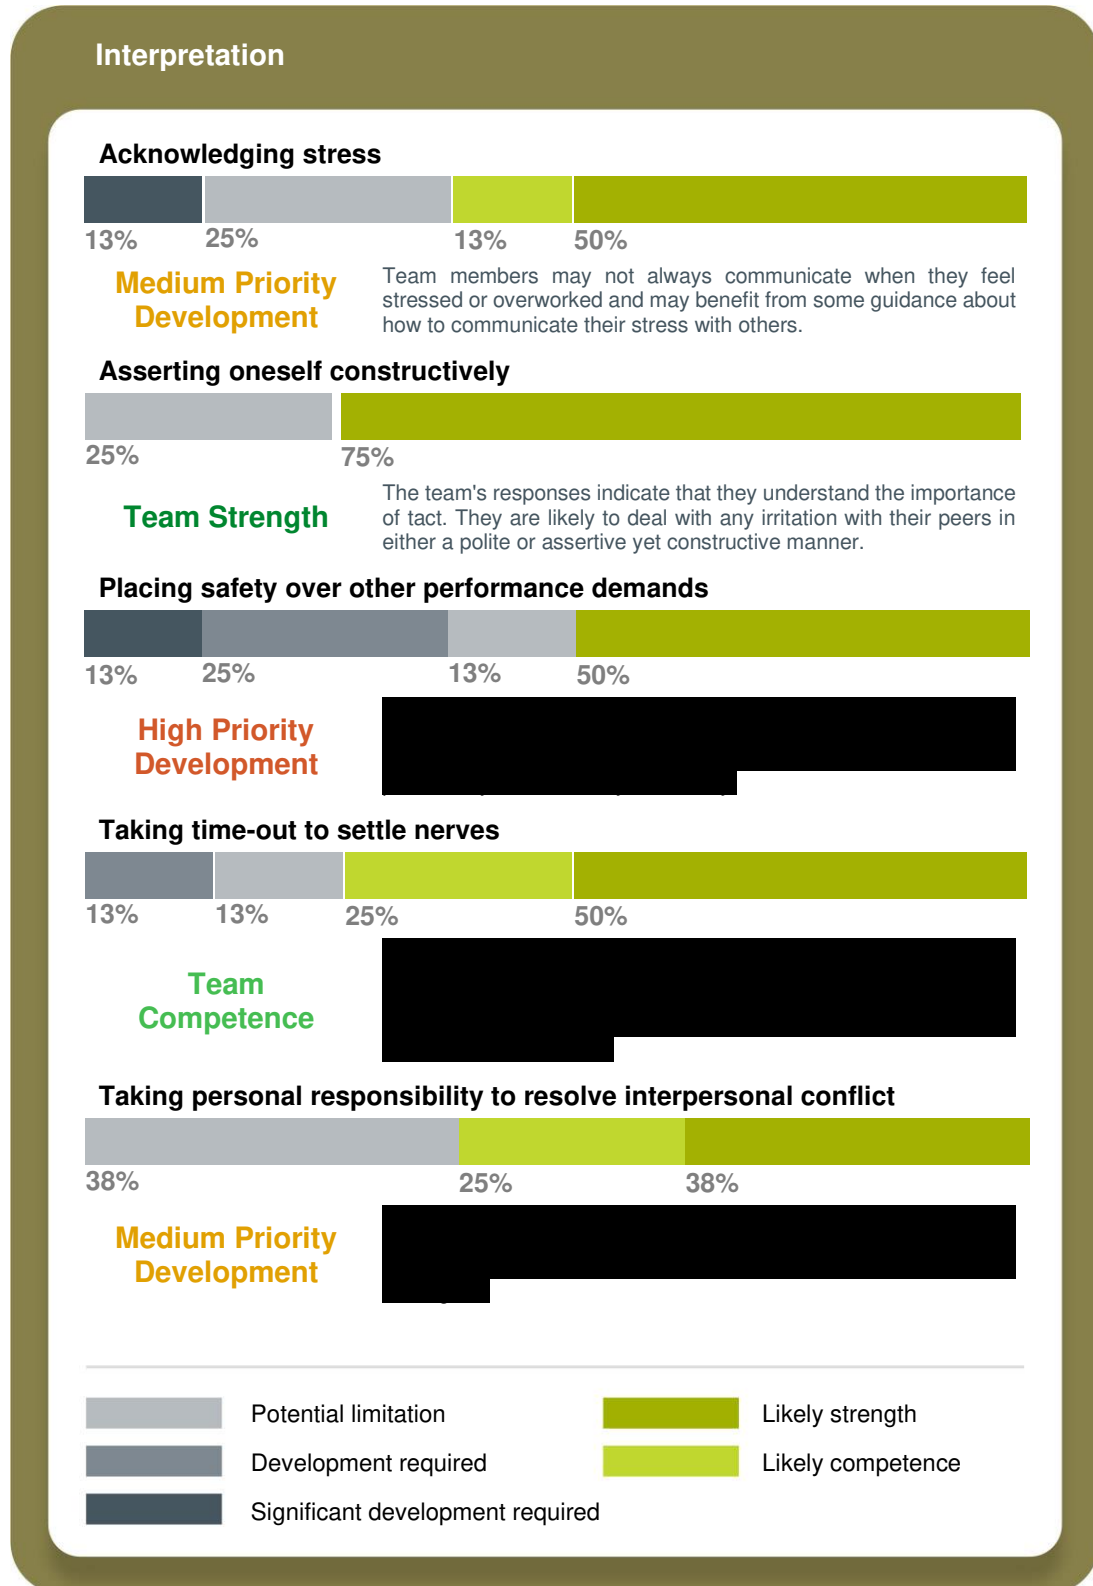 Interpretation
Acknowledging stress
13% 25% 13% 50%
Medium Priority
Development
Team members may not always communicate when they feel
stressed or overworked and may benefit from some guidance about
how to communicate their stress with others.
Asserting oneself constructively
25% 75%
Team Strength
The team's responses indicate that they understand the importance
of tact. They are likely to deal with any irritation with their peers in
either a polite or assertive yet constructive manner.
Placing safety over other performance demands
13% 25% 13% 50%
High Priority
Development
Taking time-out to settle nerves
13% 13% 25% 50%
Team
Competence
Taking personal responsibility to resolve interpersonal conflict
38% 25% 38%
Medium Priority
Development
Potential limitation
Likely strength
Development required
Likely competence
Significant development required